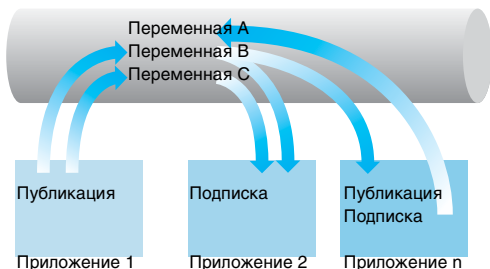 Переменная A
Переменная B
Переменная C
Публикация
Подписка
Публикация
Подписка
Приложение 1
Приложение 2
Приложение n